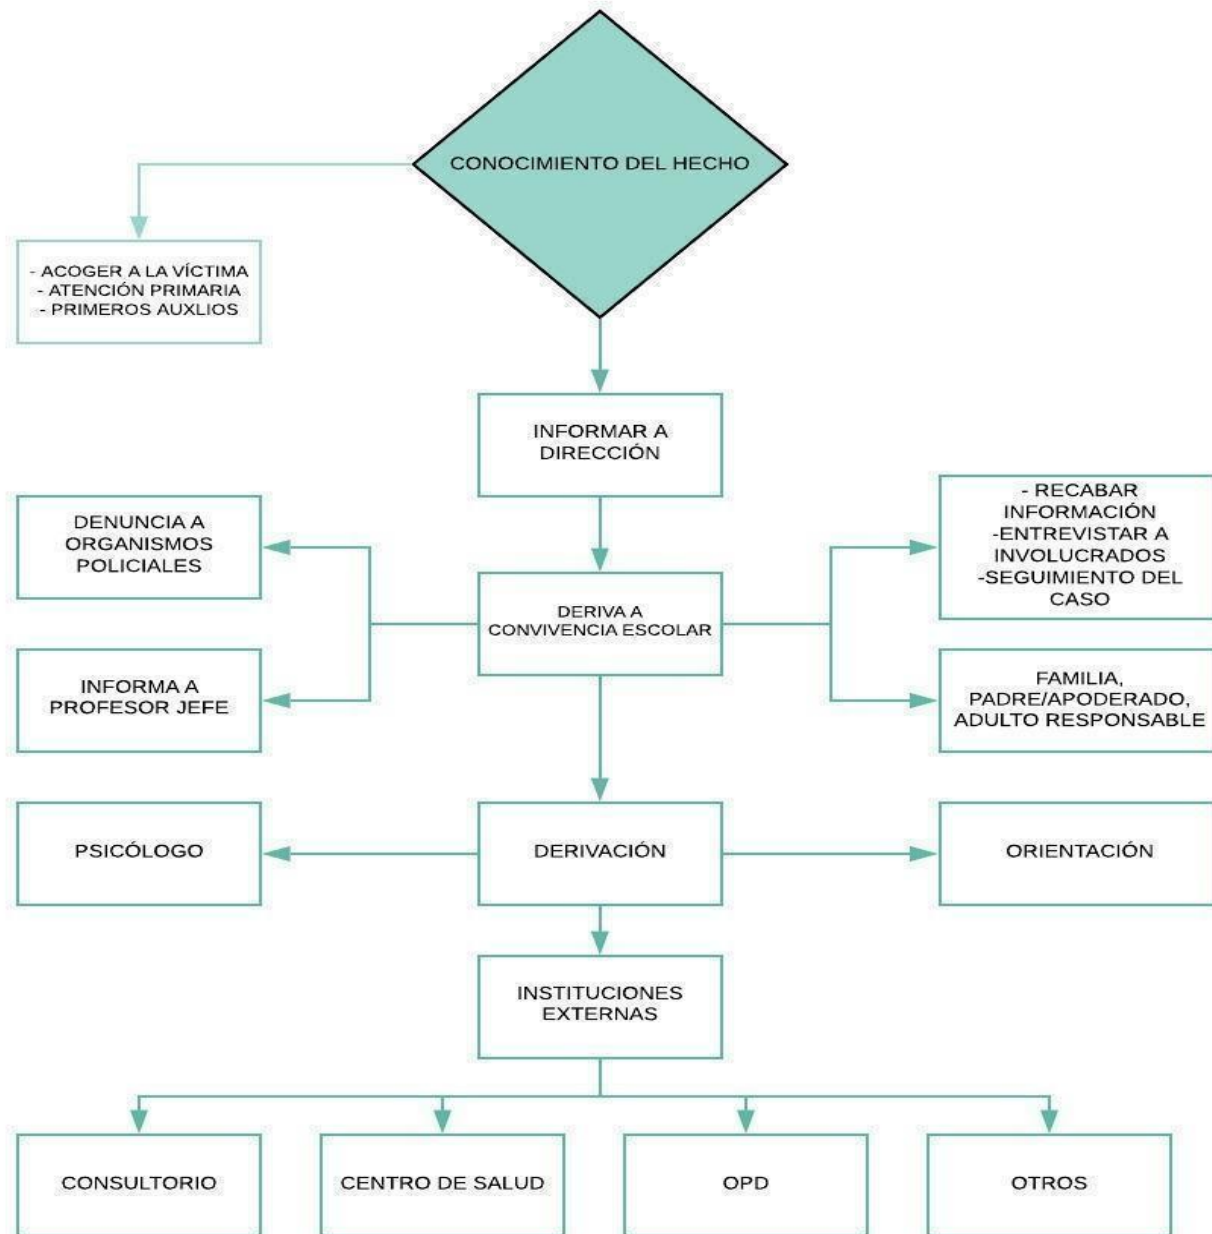 CONOCIMIENTO DEL HECHO
- ACOGER A LA VÍCTIMA
- ATENCIÓN PRIMARIA
- PRIMEROS AUXLIOS
INFORMAR A
DIRECCIÓN
DENUNCIA A
ORGANISMOS
POLICIALES
- RECABAR
INFORMACIÓN
-ENTREVISTAR A
INVOLUCRADOS
-SEGUIMIENTO DEL
CASO
DERIVA A
CONVIVENCIA ESCOLAR
INFORMA A
PROFESOR JEFE
FAMILIA,
PADRE/APODERADO,
ADULTO RESPONSABLE
PSICÓLOGO
DERIVACIÓN
ORIENTACIÓN
INSTITUCIONES
EXTERNAS
CONSULTORIO
CENTRO DE SALUD
OPD
OTROS